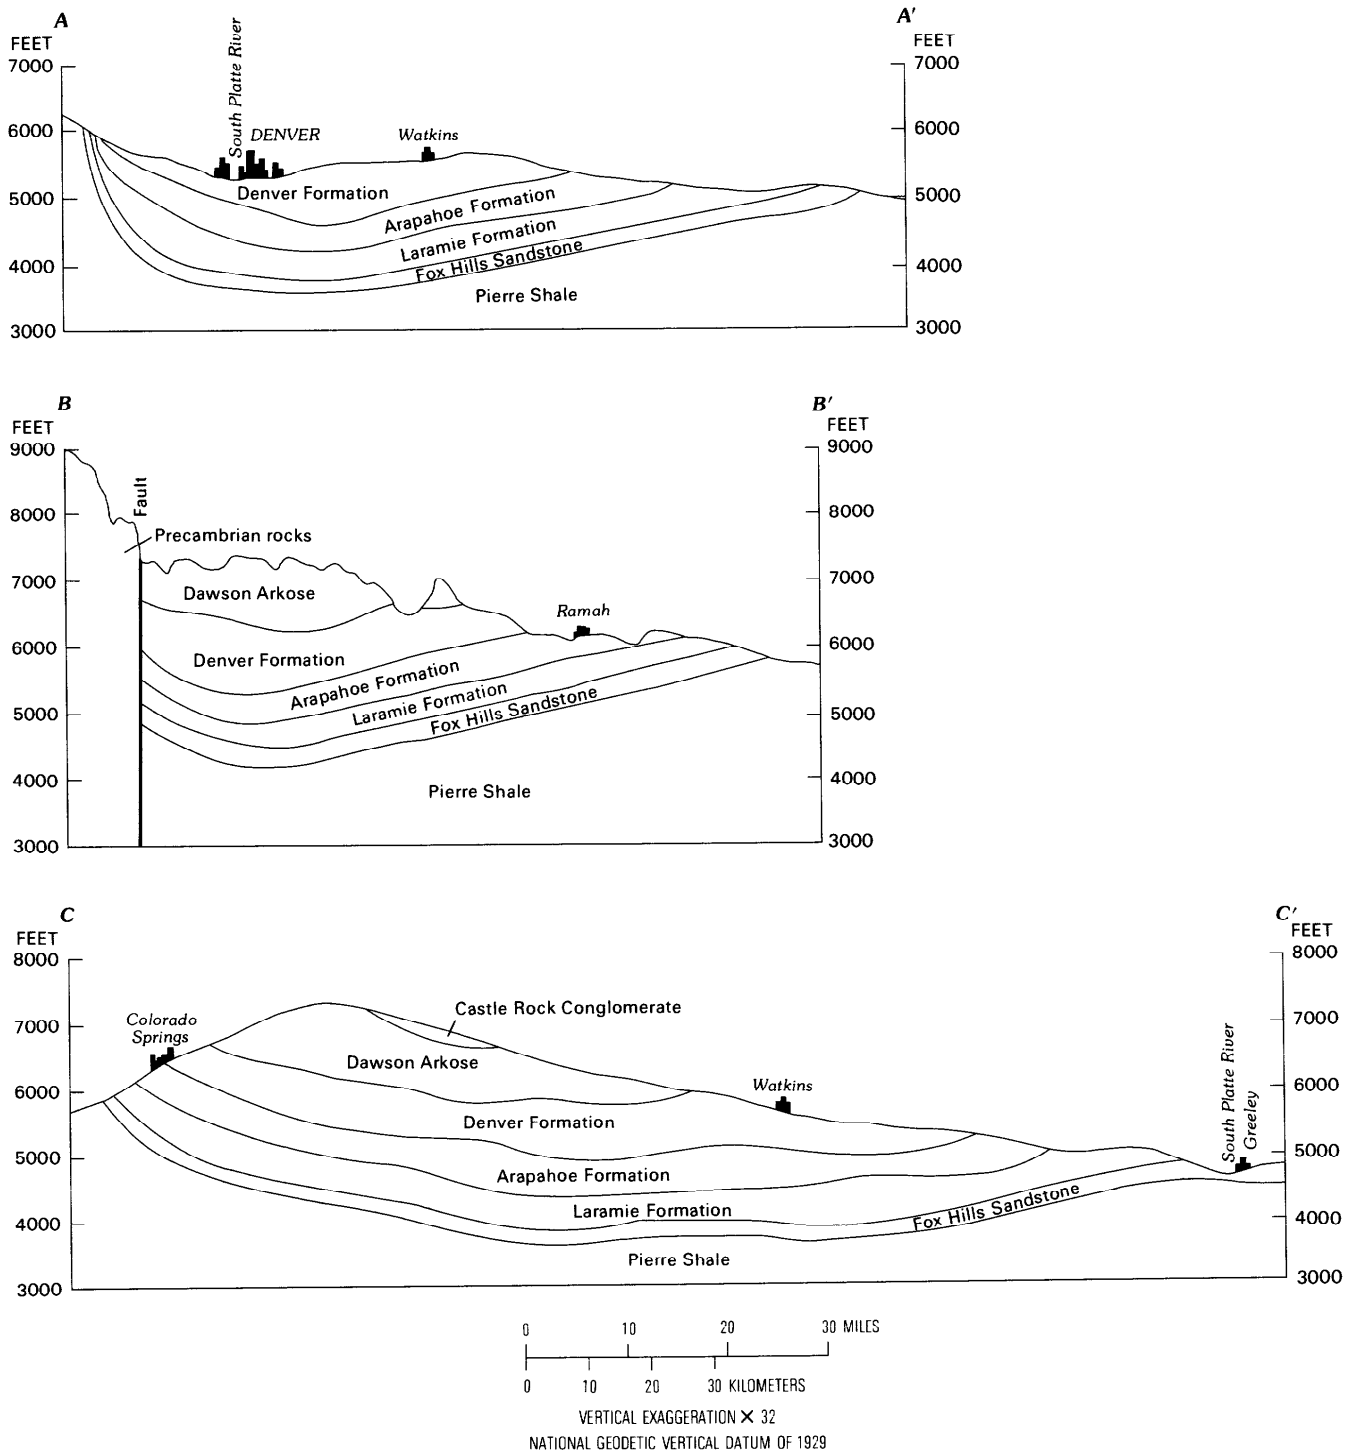 A
A'
FEET
FEET
7000
7000
South Platte River
6000
DENVER
Watkins
6000
Denver Formation
5000
Arapahoe Formation
5000
Laramie Formation
4000
Fox Hills Sandstone
4000
Pierre Shale
3000
3000
B
B'
FEET
FEET
9000
9000
Fault
8000
8000
Precambrian rocks
7000
7000
Dawson Arkose
Ramah
6000
6000
Denver Formation
Arapahoe Formation
Laramie Formation
5000
Fox Hills Sandstone
5000
4000
4000
Pierre Shale
3000
3000
C
C'
FEET
FEET
8000
8000
Castle Rock Conglomerate
7000
Colorado
Springs
7000
Dawson Arkose
South Platte River
Greeley
6000
Watkins
6000
Denver Formation
5000
5000
Arapahoe Formation
Laramie Formation
Fox Hills Sandstone
4000
4000
Pierre Shale
3000
3000
0 10 20 30 MILES
0 10 20 30 KILOMETERS
VERTICAL EXAGGERATION × 32
NATIONAL GEODETIC VERTICAL DATUM OF 1929